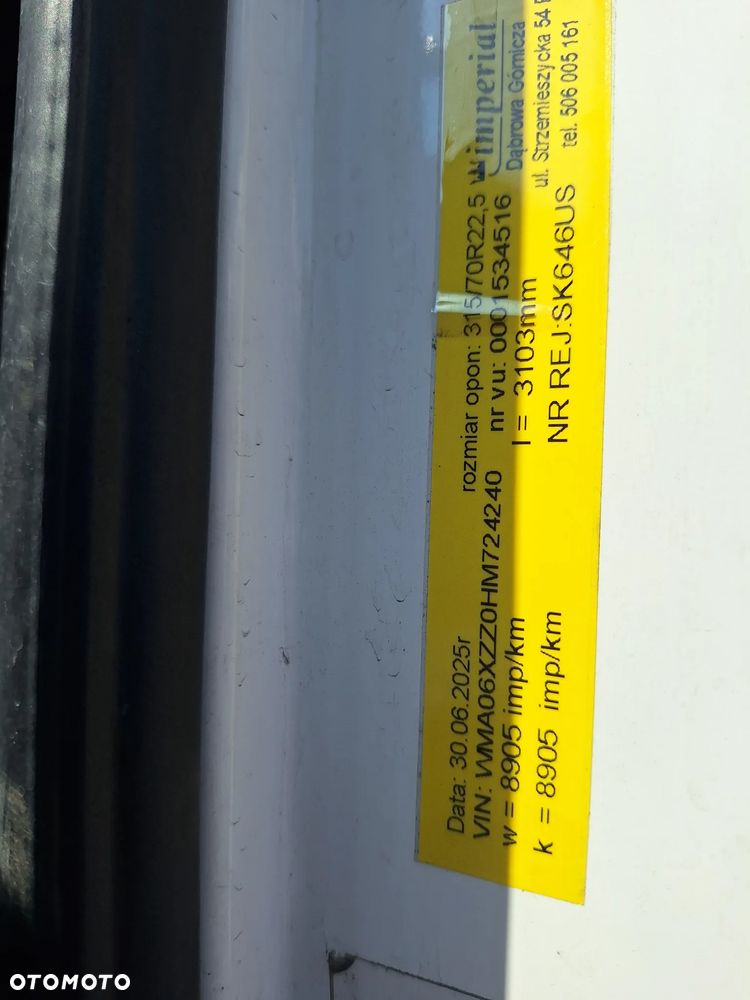 Data: 30.06.2025r
rozmiar opon: 315/70R22,5 W
VIN: WMA06XZZ0HM724240
nr vu: 0001534516
w = 8905 imp/km
l = 3103mm
k = 8905 imp/km
NR REJ:SK646US
imperial
Dąbrowa Górnicza
ul. Strzemieszycka 54
tel. 506 005 161
OTOMOTO